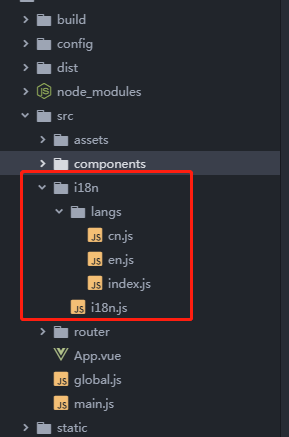 build
config
dist
node_modules
src
assets
components
i18n
langs
JS cn.js
JS en.js
JS index.js
JS i18n.js
router
App.vue
JS global.js
JS main.js
static